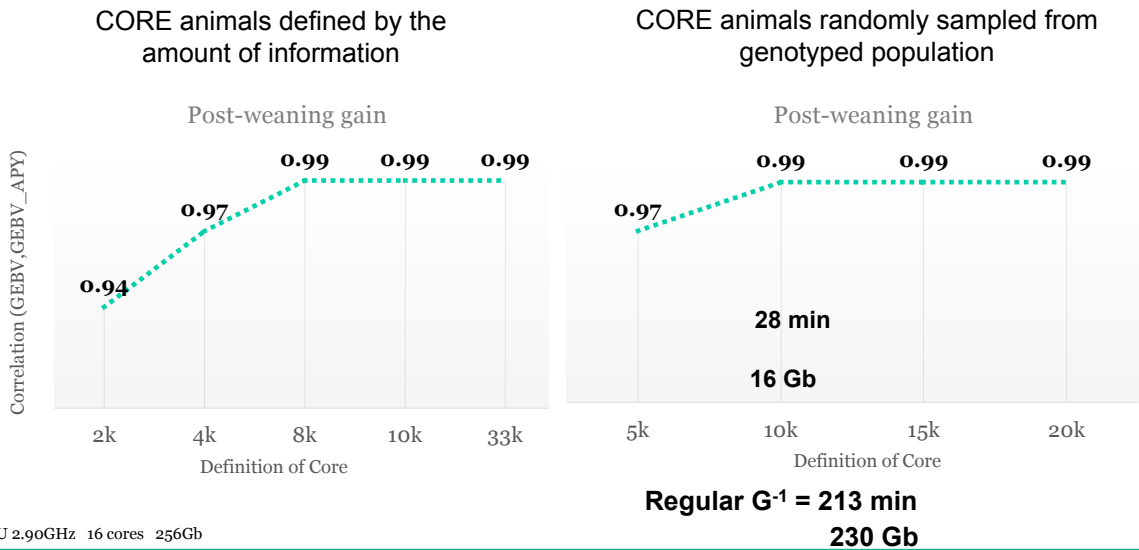 CORE animals defined by the
amount of information
Post-weaning gain
Correlation (GEBV,GEBV_APY)
0.94
0.97
0.99
0.99
0.99
2k
4k
8k
10k
33k
Definition of Core
CORE animals randomly sampled from
genotyped population
Post-weaning gain
0.97
0.99
0.99
0.99
28 min
16 Gb
5k
10k
15k
20k
Definition of Core
Regular G⁻¹ = 213 min
230 Gb
U 2.90GHz 16 cores 256Gb